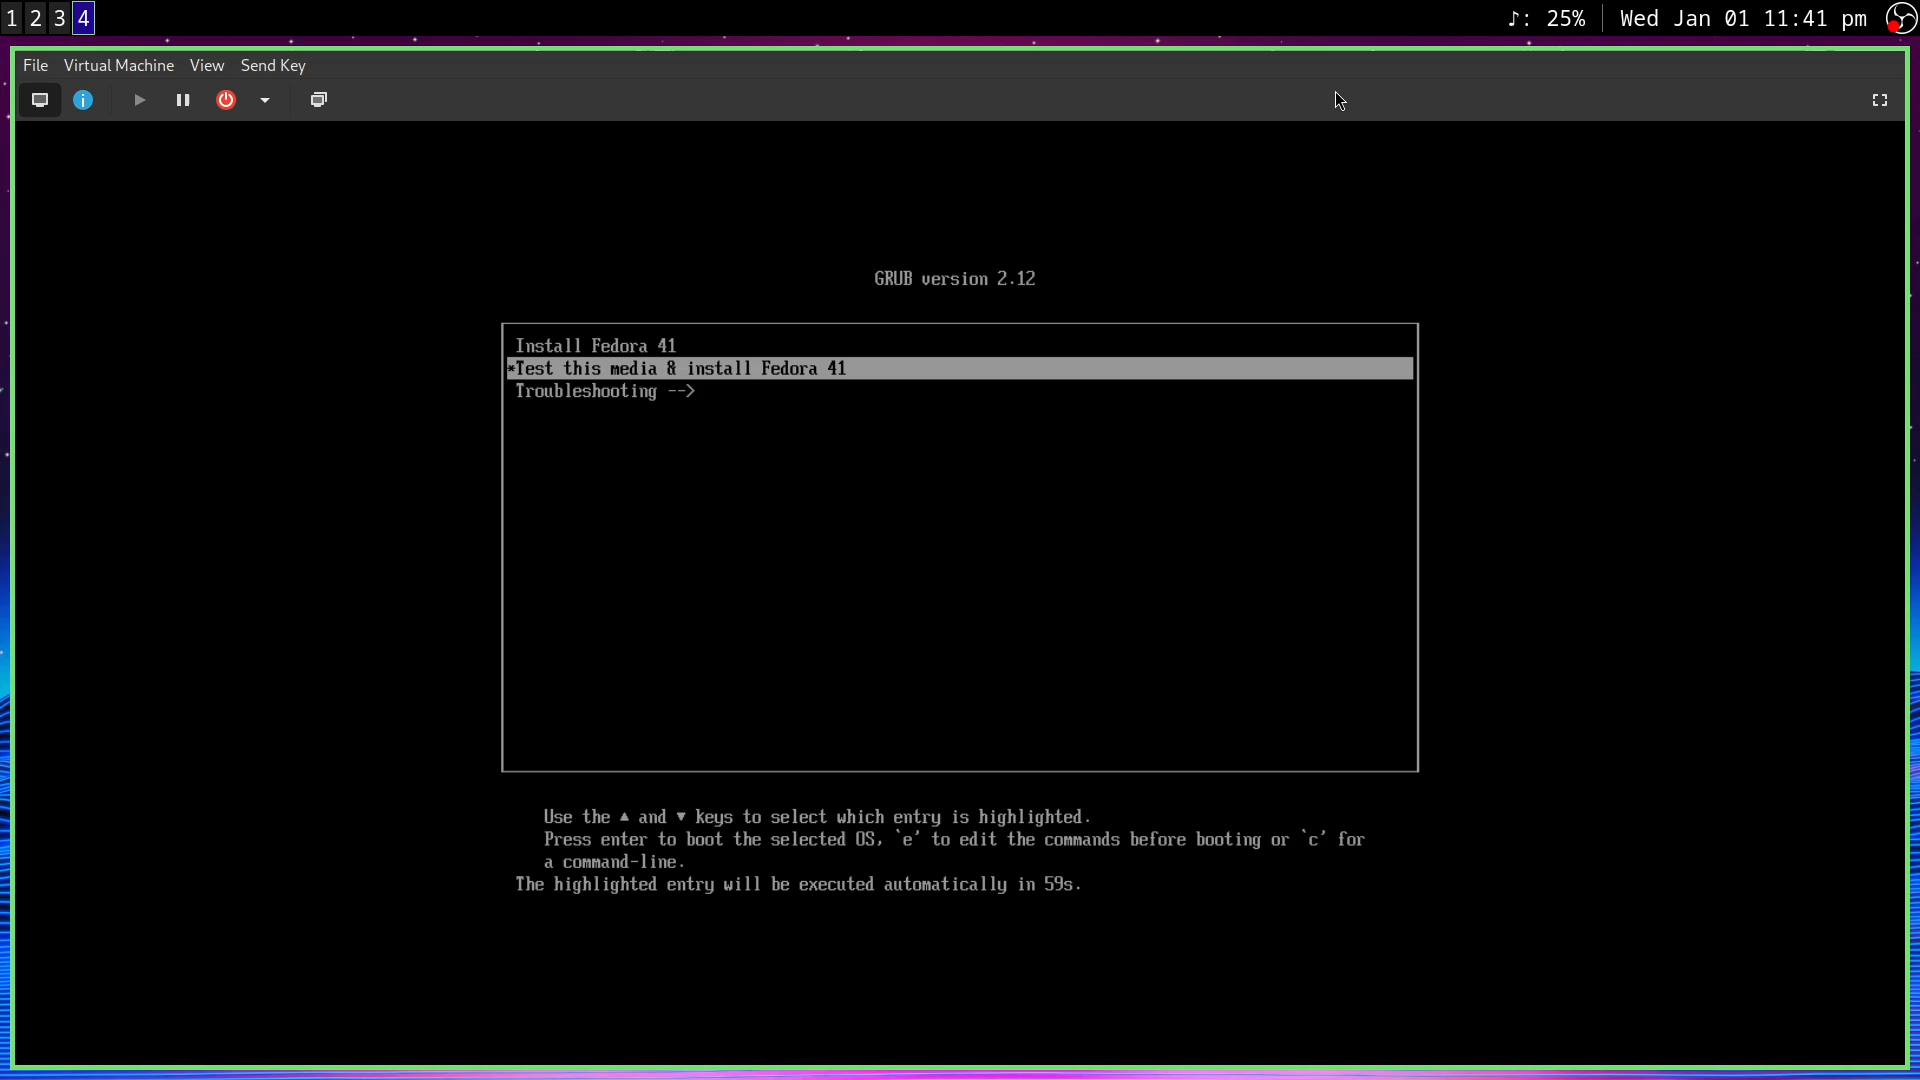 1 2 3 4 ♪: 25% Wed Jan 01 11:41 pm
File Virtual Machine View Send Key
GRUB version 2.12
Install Fedora 41
*Test this media & install Fedora 41
Troubleshooting -->
Use the ▲ and ▼ keys to select which entry is highlighted.
Press enter to boot the selected OS, `e' to edit the commands before booting or `c' for
a command-line.
The highlighted entry will be executed automatically in 59s.